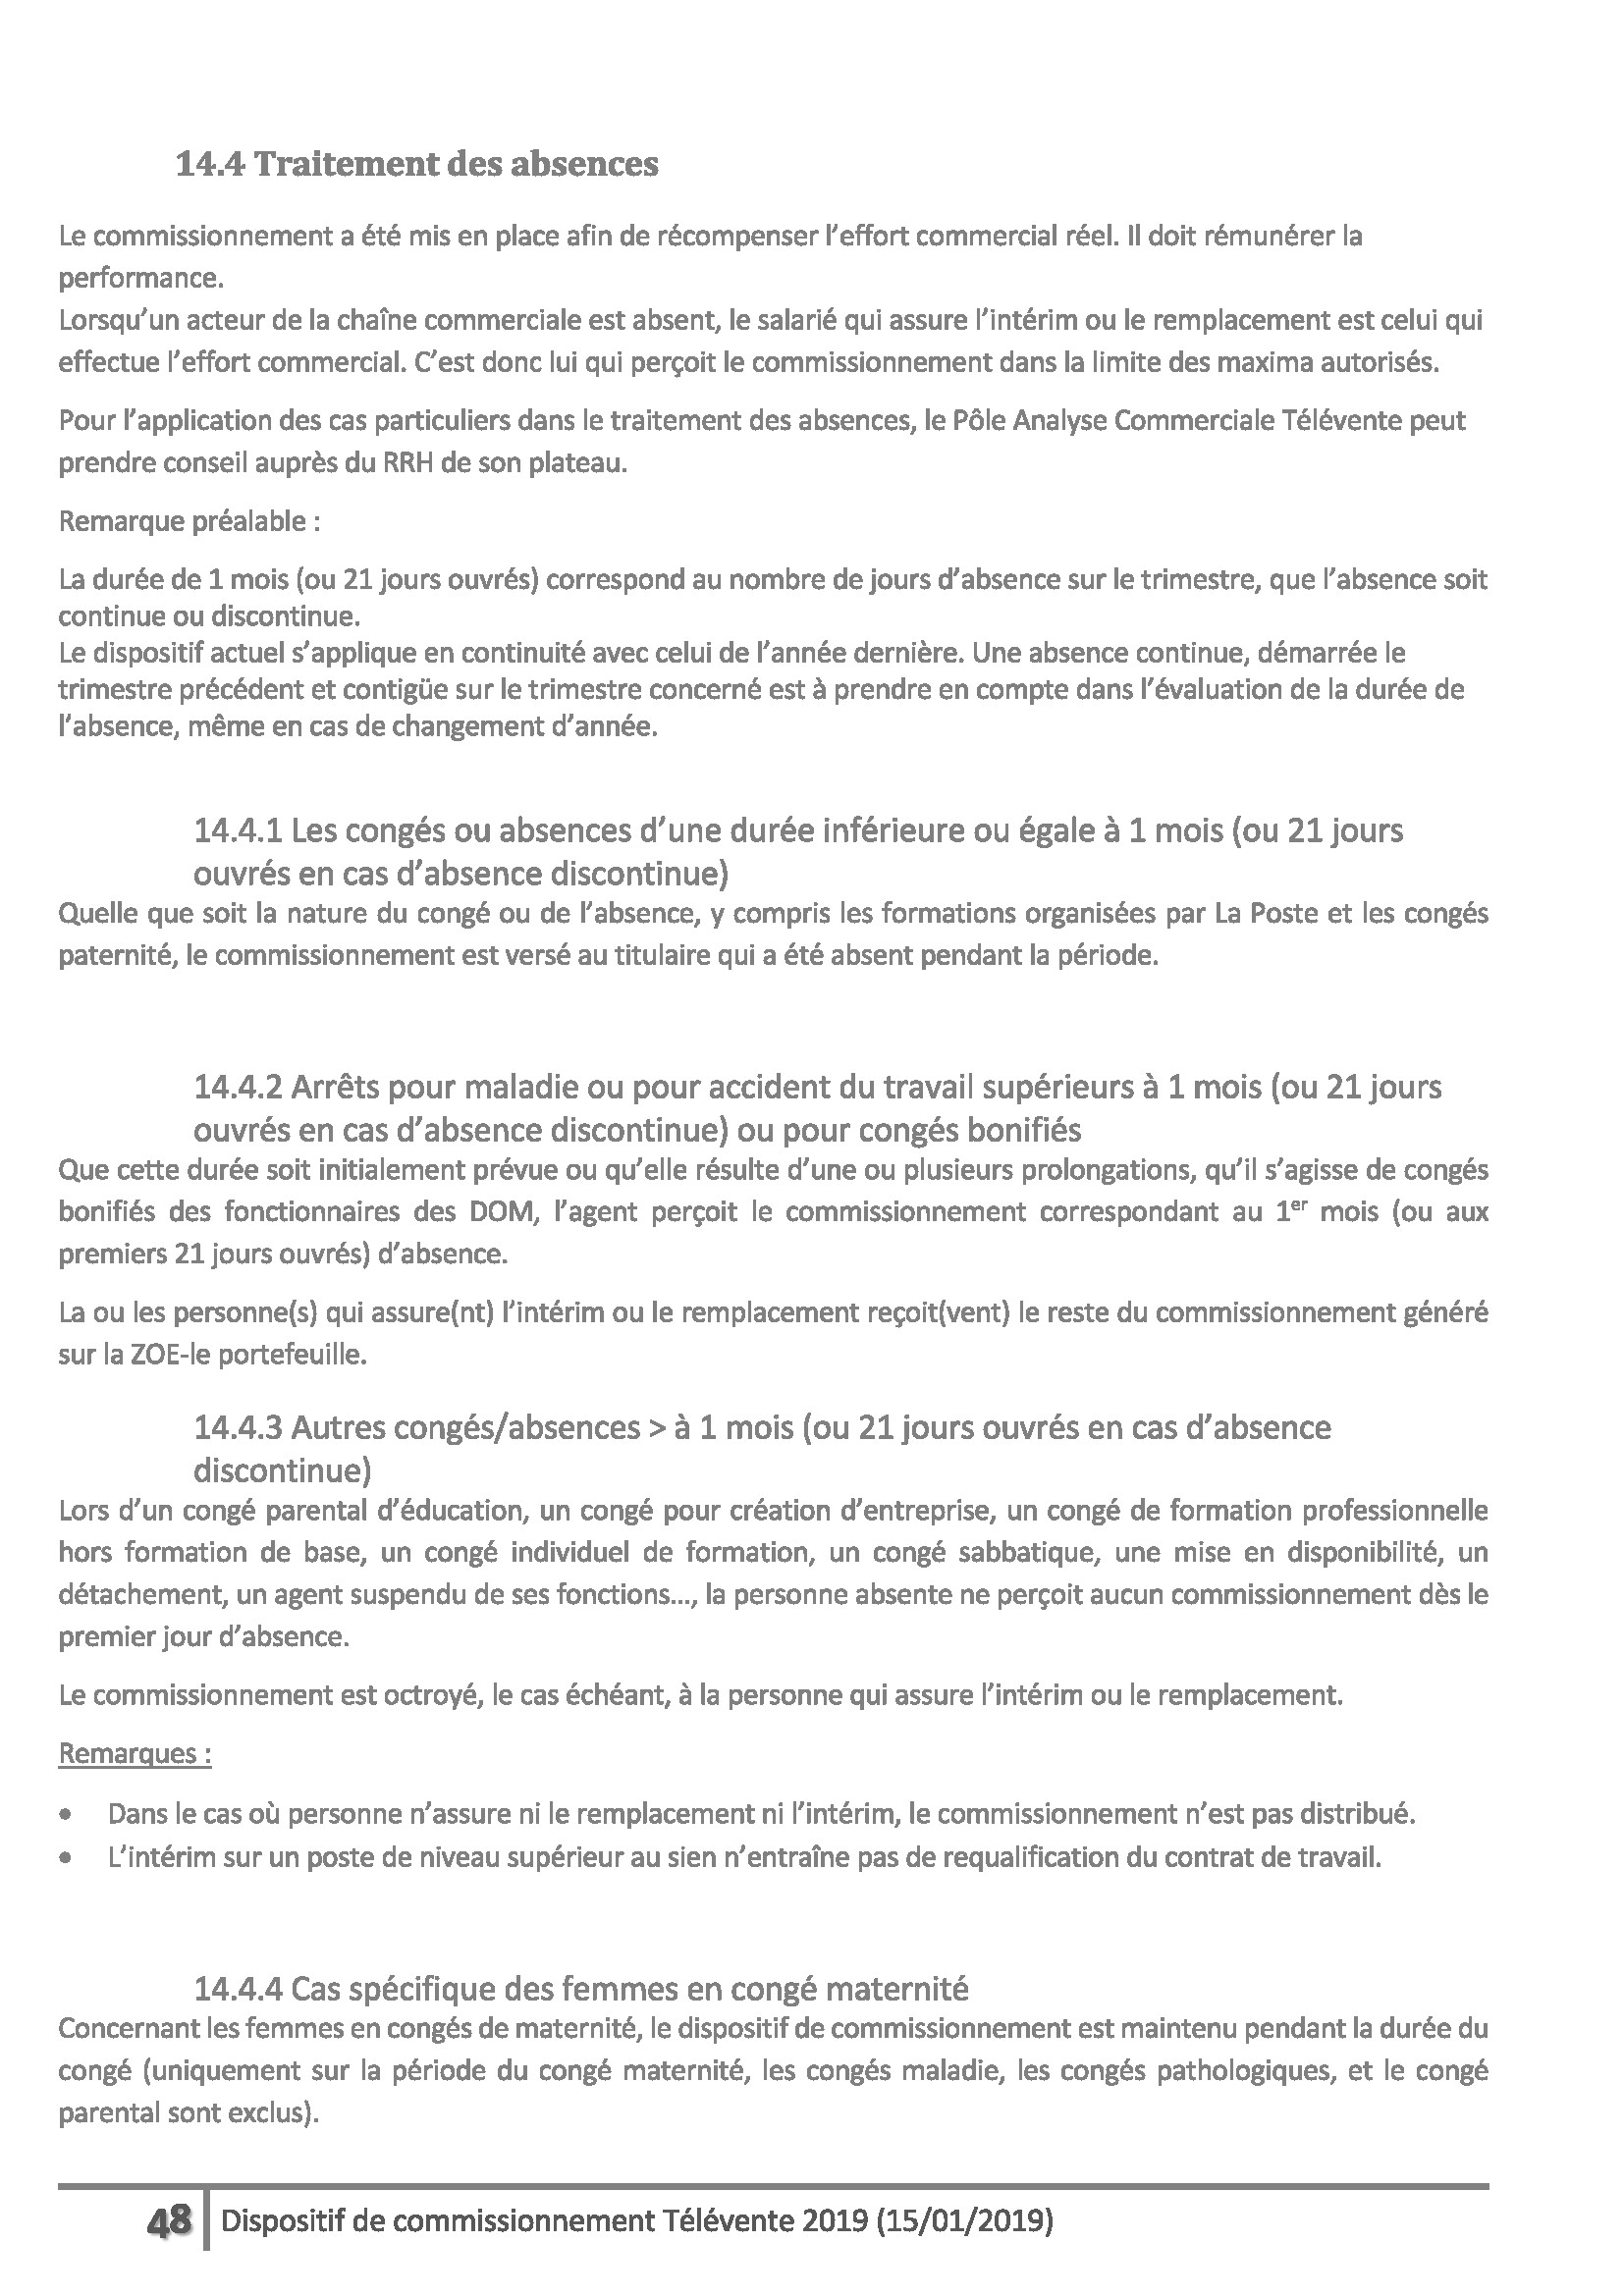 14.4 Traitement des absences
Le commissionnement a été mis en place afin de récompenser l’effort commercial réel. Il doit rémunérer la
performance.
Lorsqu’un acteur de la chaîne commerciale est absent, le salarié qui assure l’intérim ou le remplacement est celui qui
effectue l’effort commercial. C’est donc lui qui perçoit le commissionnement dans la limite des maxima autorisés.
Pour l’application des cas particuliers dans le traitement des absences, le Pôle Analyse Commerciale Télévente peut
prendre conseil auprès du RRH de son plateau.
Remarque préalable :
La durée de 1 mois (ou 21 jours ouvrés) correspond au nombre de jours d’absence sur le trimestre, que l’absence soit
continue ou discontinue.
Le dispositif actuel s’applique en continuité avec celui de l’année dernière. Une absence continue, démarrée le
trimestre précédent et contigüe sur le trimestre concerné est à prendre en compte dans l’évaluation de la durée de
l’absence, même en cas de changement d’année.
14.4.1 Les congés ou absences d’une durée inférieure ou égale à 1 mois (ou 21 jours
ouvrés en cas d’absence discontinue)
Quelle que soit la nature du congé ou de l’absence, y compris les formations organisées par La Poste et les congés
paternité, le commissionnement est versé au titulaire qui a été absent pendant la période.
14.4.2 Arrêts pour maladie ou pour accident du travail supérieurs à 1 mois (ou 21 jours
ouvrés en cas d’absence discontinue) ou pour congés bonifiés
Que cette durée soit initialement prévue ou qu’elle résulte d’une ou plusieurs prolongations, qu’il s’agisse de congés
bonifiés des fonctionnaires des DOM, l’agent perçoit le commissionnement correspondant au 1er mois (ou aux
premiers 21 jours ouvrés) d’absence.
La ou les personne(s) qui assure(nt) l’intérim ou le remplacement reçoit(vent) le reste du commissionnement généré
sur la ZOE-le portefeuille.
14.4.3 Autres congés/absences > à 1 mois (ou 21 jours ouvrés en cas d’absence
discontinue)
Lors d’un congé parental d’éducation, un congé pour création d’entreprise, un congé de formation professionnelle
hors formation de base, un congé individuel de formation, un congé sabbatique, une mise en disponibilité, un
détachement, un agent suspendu de ses fonctions…, la personne absente ne perçoit aucun commissionnement dès le
premier jour d’absence.
Le commissionnement est octroyé, le cas échéant, à la personne qui assure l’intérim ou le remplacement.
Remarques :
• Dans le cas où personne n’assure ni le remplacement ni l’intérim, le commissionnement n’est pas distribué.
• L’intérim sur un poste de niveau supérieur au sien n’entraîne pas de requalification du contrat de travail.
14.4.4 Cas spécifique des femmes en congé maternité
Concernant les femmes en congés de maternité, le dispositif de commissionnement est maintenu pendant la durée du
congé (uniquement sur la période du congé maternité, les congés maladie, les congés pathologiques, et le congé
parental sont exclus).
48 Dispositif de commissionnement Télévente 2019 (15/01/2019)